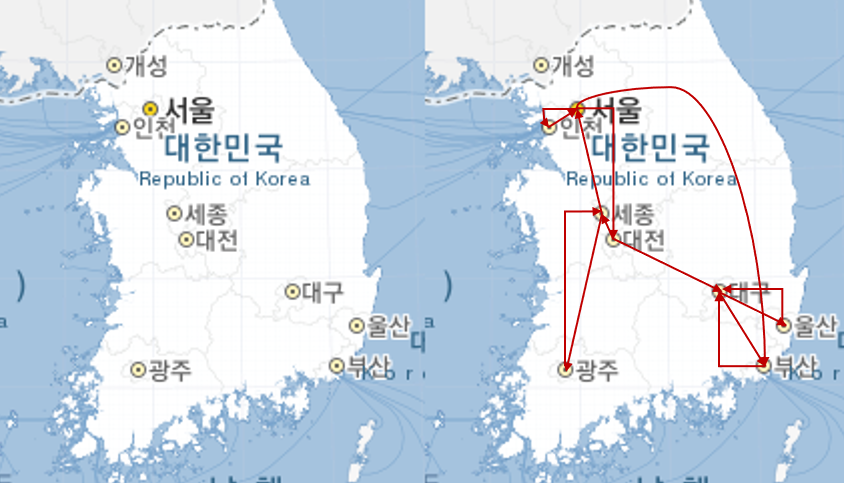 개성
서울
인천
대한민국
Republic of Korea
세종
대전
)
대구
a
울산
광주
부산
Kor
개성
서울
인천
대한민국
Republic of Korea
세종
대전
)
대구
a
울산
광주
부산
Kor